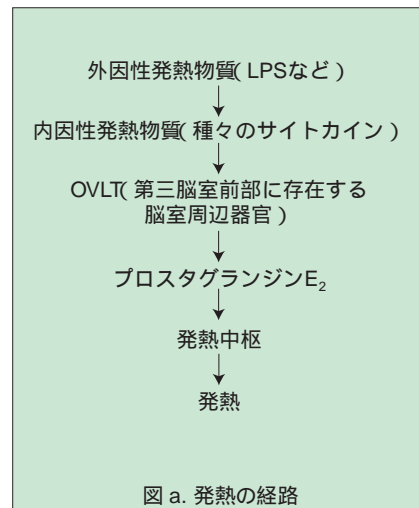 外因性発熱物質（LPSなど）
内因性発熱物質（種々のサイトカイン）
OVLT（第三脳室前部に存在する
脳室周辺器官）
プロスタグランジンE₂
発熱中枢
発熱
図 a. 発熱の経路